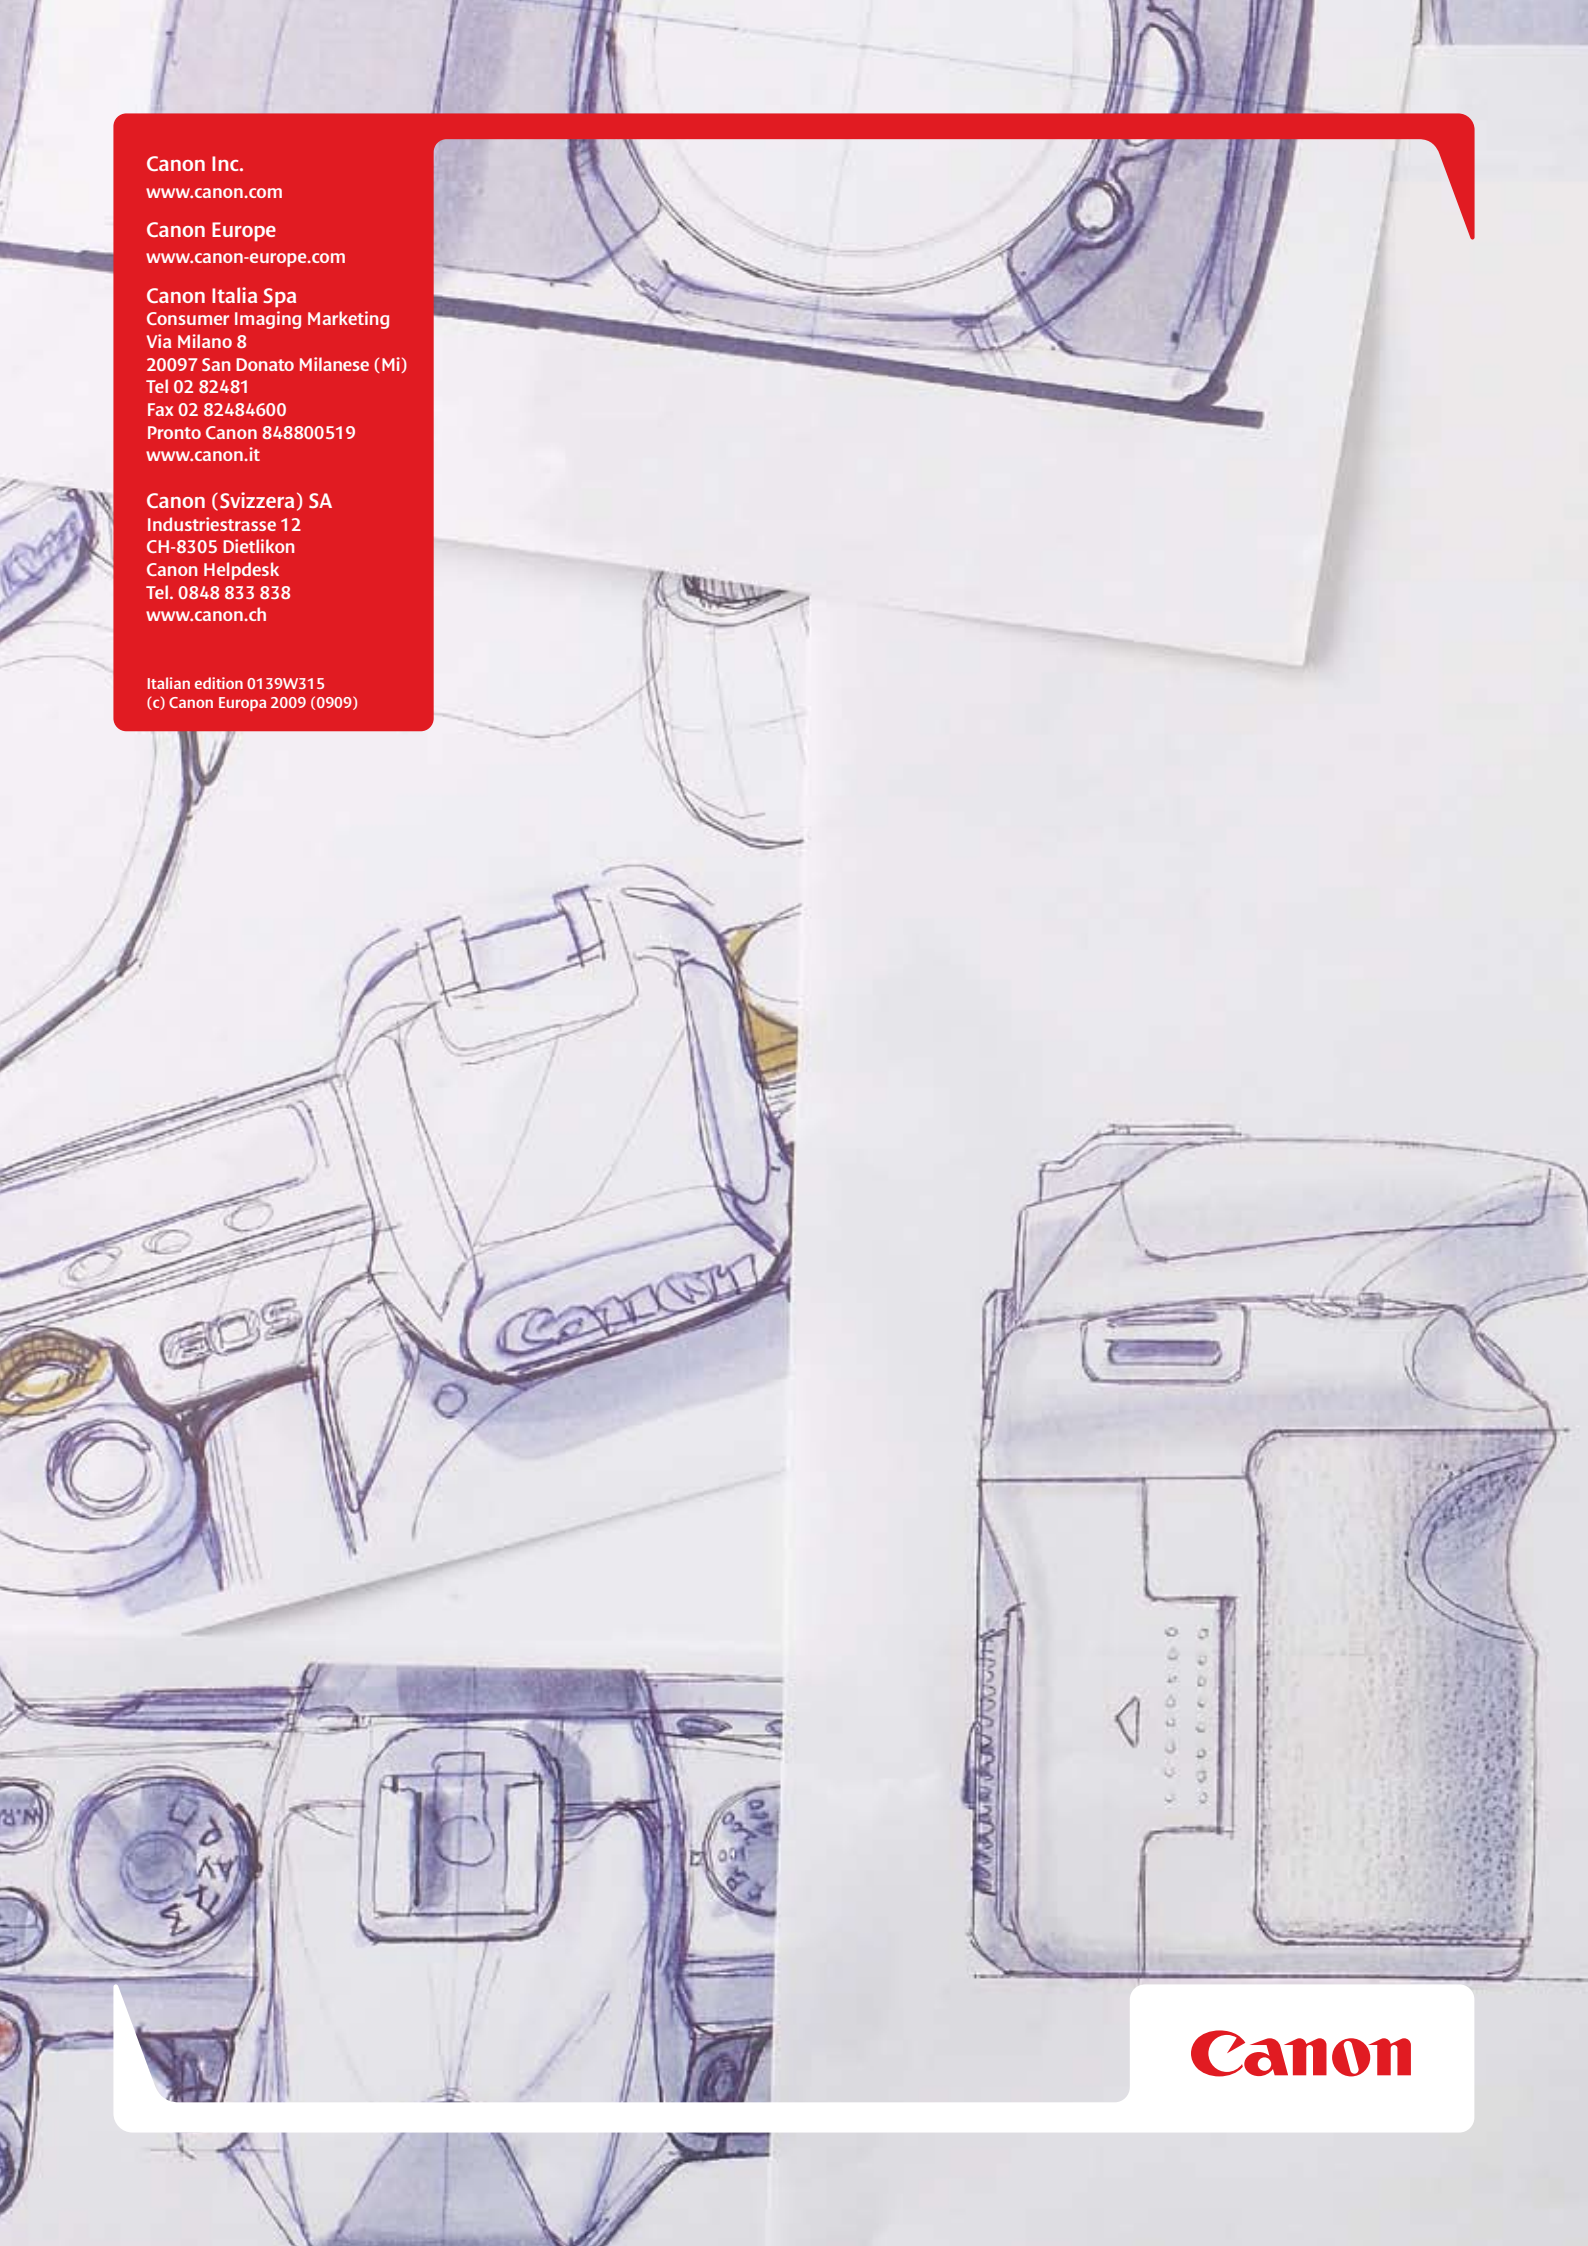 Canon Inc.
www.canon.com
Canon Europe
www.canon-europe.com
Canon Italia Spa
Consumer Imaging Marketing
Via Milano 8
20097 San Donato Milanese (Mi)
Tel 02 82481
Fax 02 82484600
Pronto Canon 848800519
www.canon.it
Canon (Svizzera) SA
Industriestrasse 12
CH-8305 Dietlikon
Canon Helpdesk
Tel. 0848 833 838
www.canon.ch
Italian edition 0139W315
(c) Canon Europa 2009 (0909)
Canon
EOS
Canon